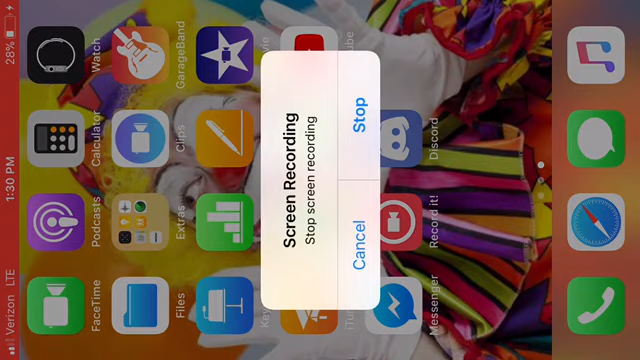 Verizon LTE 1:30 PM 28%
FaceTime Podcasts Calculator Watch
Files Extras Clips GarageBand
Screen Recording
Stop screen recording
Cancel Stop
Messenger Record it! Discord